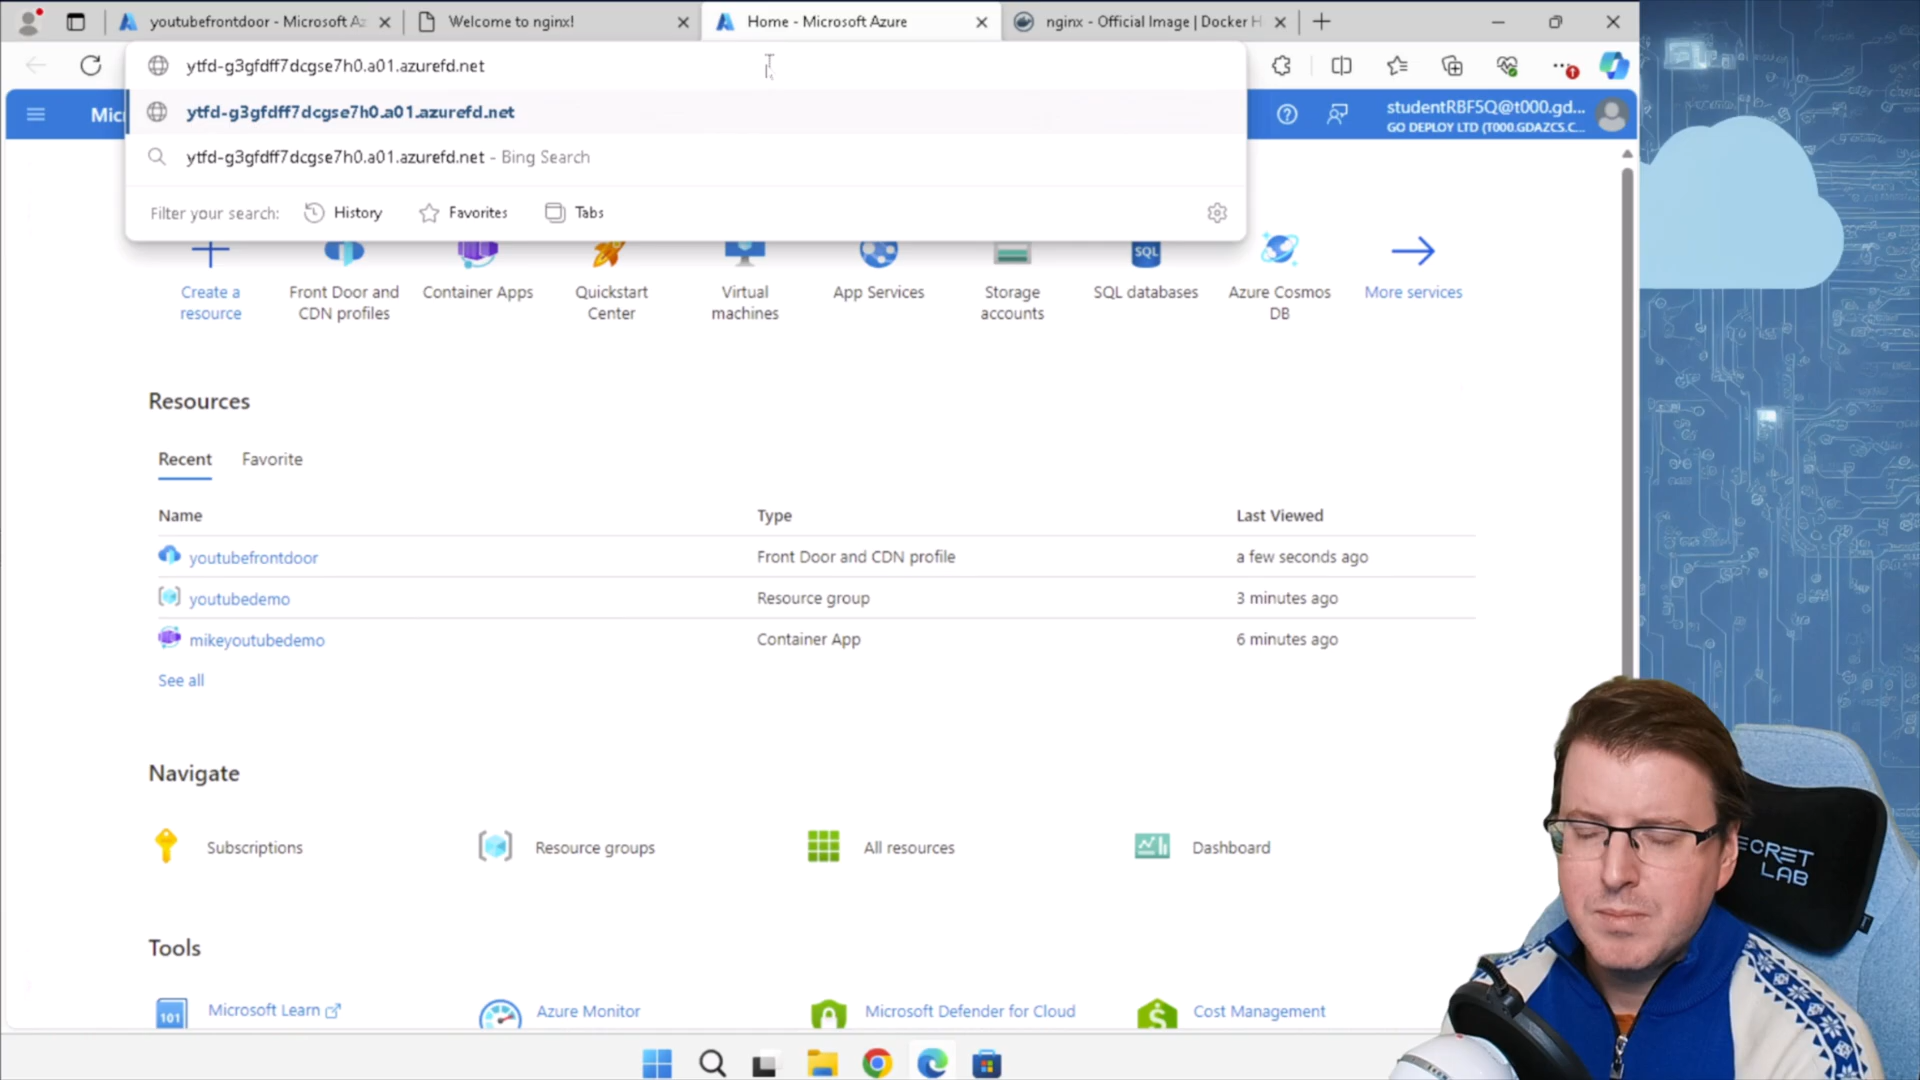 youtubefrontdoor - Microsoft Az
Welcome to nginx!
Home - Microsoft Azure
nginx - Official Image | Docker H
ytfd-g3gfdff7dcgse7h0.a01.azurefd.net
Mic
ytfd-g3gfdff7dcgse7h0.a01.azurefd.net
studentRBF5Q@t000.gd...
GO DEPLOY LTD (T000.GDAZCS.C...
ytfd-g3gfdff7dcgse7h0.a01.azurefd.net - Bing Search
Filter your search:
History
Favorites
Tabs
SQL
Create a resource
Front Door and CDN profiles
Container Apps
Quickstart Center
Virtual machines
App Services
Storage accounts
SQL databases
Azure Cosmos DB
More services
Resources
Recent
Favorite
Name
Type
Last Viewed
youtubefrontdoor
Front Door and CDN profile
a few seconds ago
youtubedemo
Resource group
3 minutes ago
mikeyoutubedemo
Container App
6 minutes ago
See all
Navigate
Subscriptions
Resource groups
All resources
Dashboard
ECRET
LAB
Tools
101
Microsoft Learn
Azure Monitor
Microsoft Defender for Cloud
Cost Management